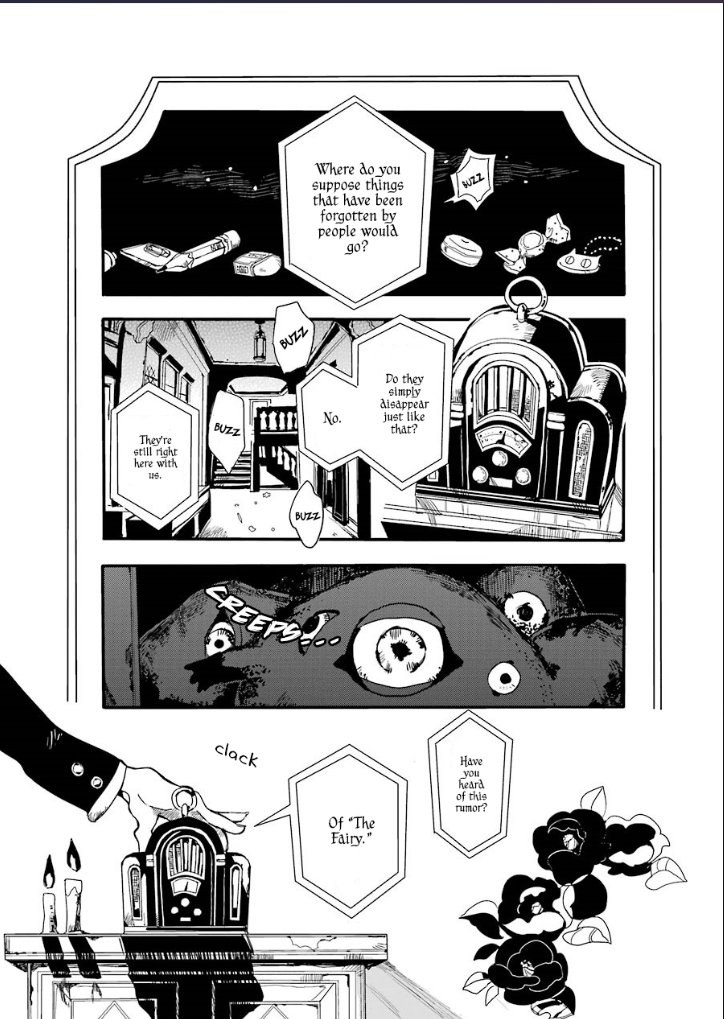 Where do you
suppose things
that have been
forgotten by
people would
go?
BUZZ
BUZZ
Do they
simply
disappear
just like
that?
No.
BUZZ
They're
still right
here with
us.
BUZZ
CREEPS...
clack
Have
you
heard
of this
rumor?
Of "The
Fairy."